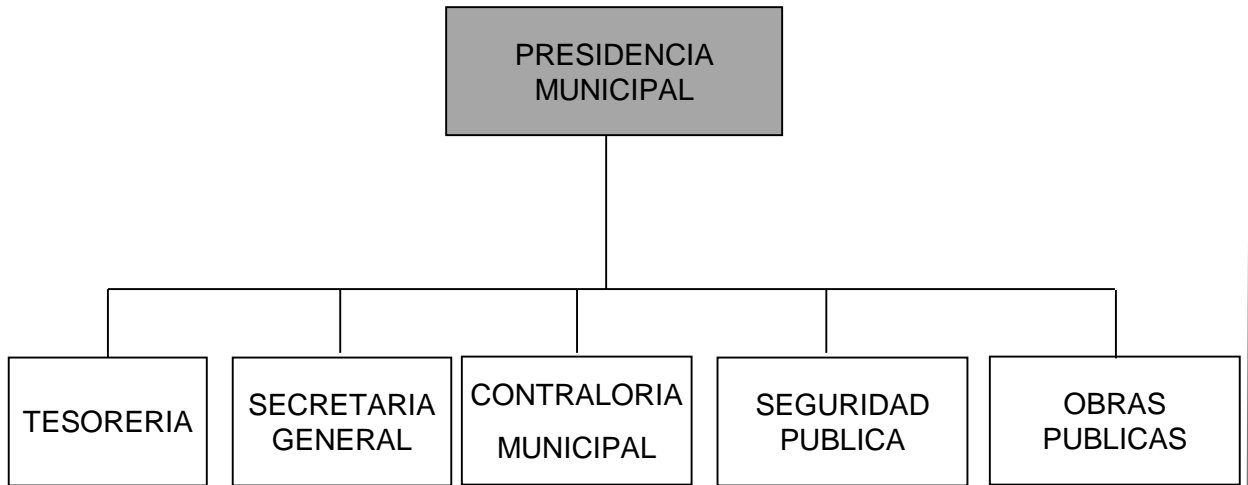 PRESIDENCIA
MUNICIPAL
TESORERIA
SECRETARIA
GENERAL
CONTRALORIA
MUNICIPAL
SEGURIDAD
PUBLICA
OBRAS
PUBLICAS